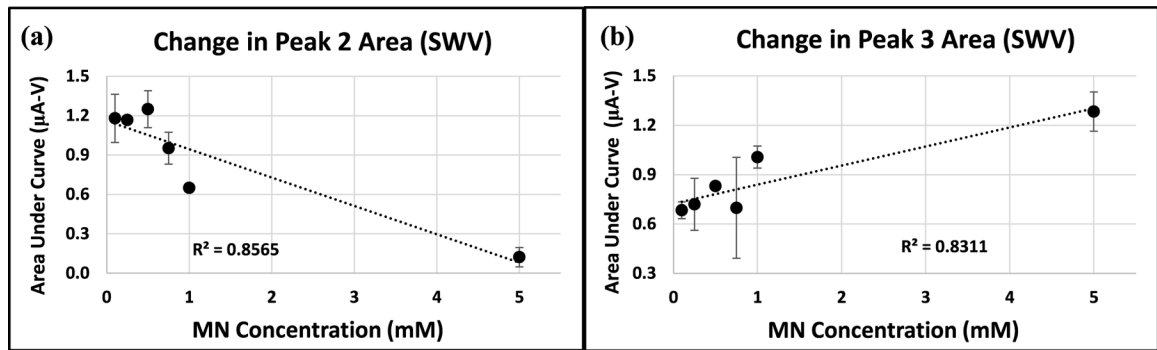 (a)
Change in Peak 2 Area (SWV)
Area Under Curve (µA-V)
1.5
1.2
0.9
0.6
0.3
0.0
R² = 0.8565
0 1 2 3 4 5
MN Concentration (mM)
(b)
Change in Peak 3 Area (SWV)
Area Under Curve (µA-V)
1.5
1.2
0.9
0.6
0.3
R² = 0.8311
0 1 2 3 4 5
MN Concentration (mM)